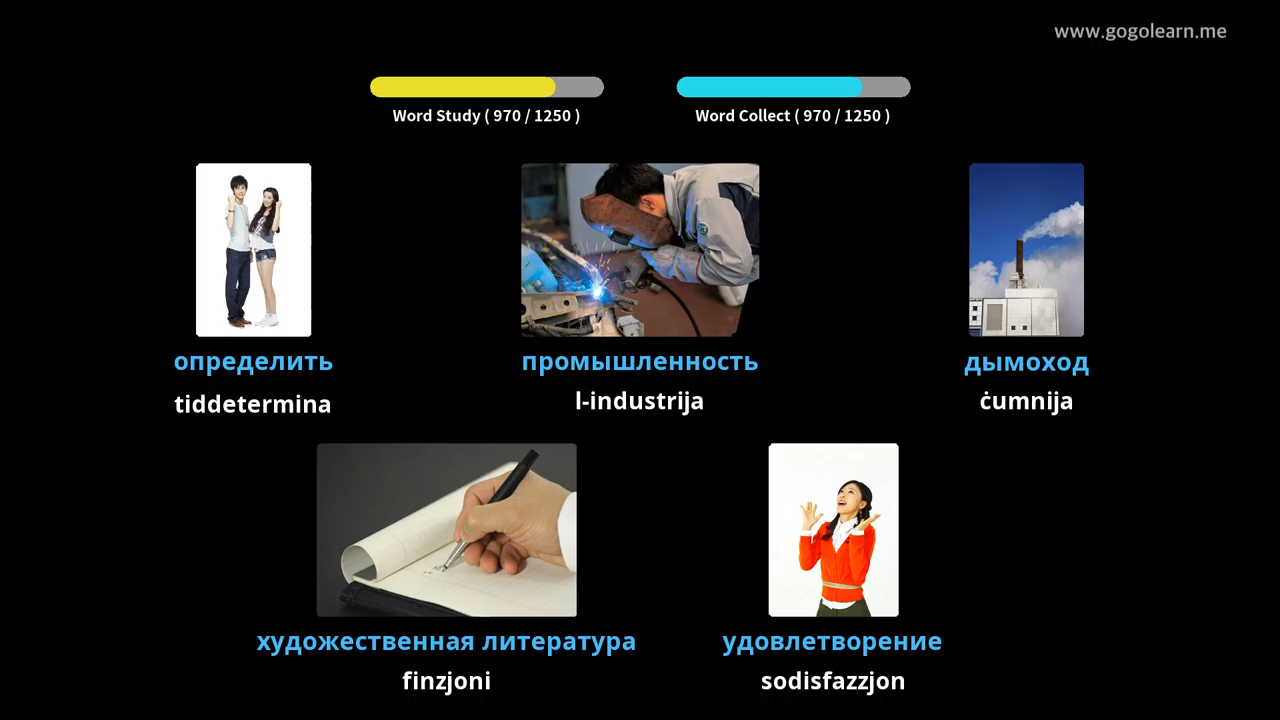 www.gogolearn.me
Word Study ( 970 / 1250 )
Word Collect ( 970 / 1250 )
определить
tiddetermina
промышленность
l-industrija
дымоход
ċumnija
художественная литература
finzjoni
удовлетворение
sodisfazzjon